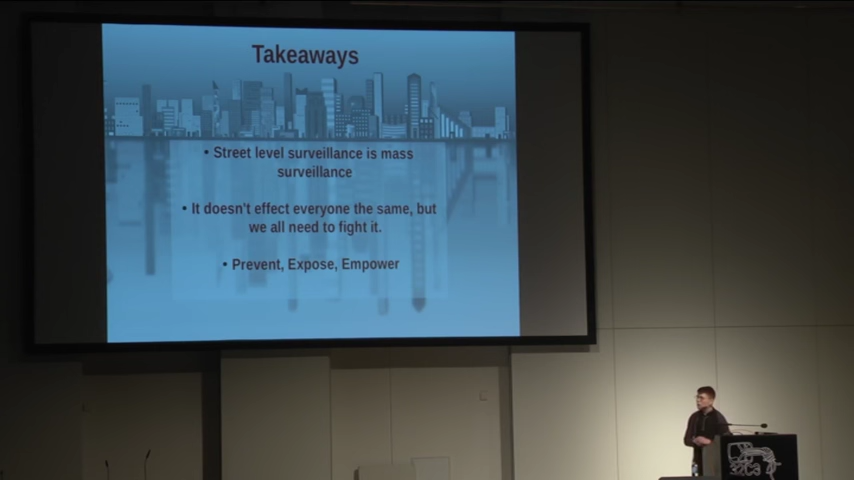 Takeaways
• Street level surveillance is mass
surveillance
• It doesn't effect everyone the same, but
we all need to fight it.
• Prevent, Expose, Empower
32C3